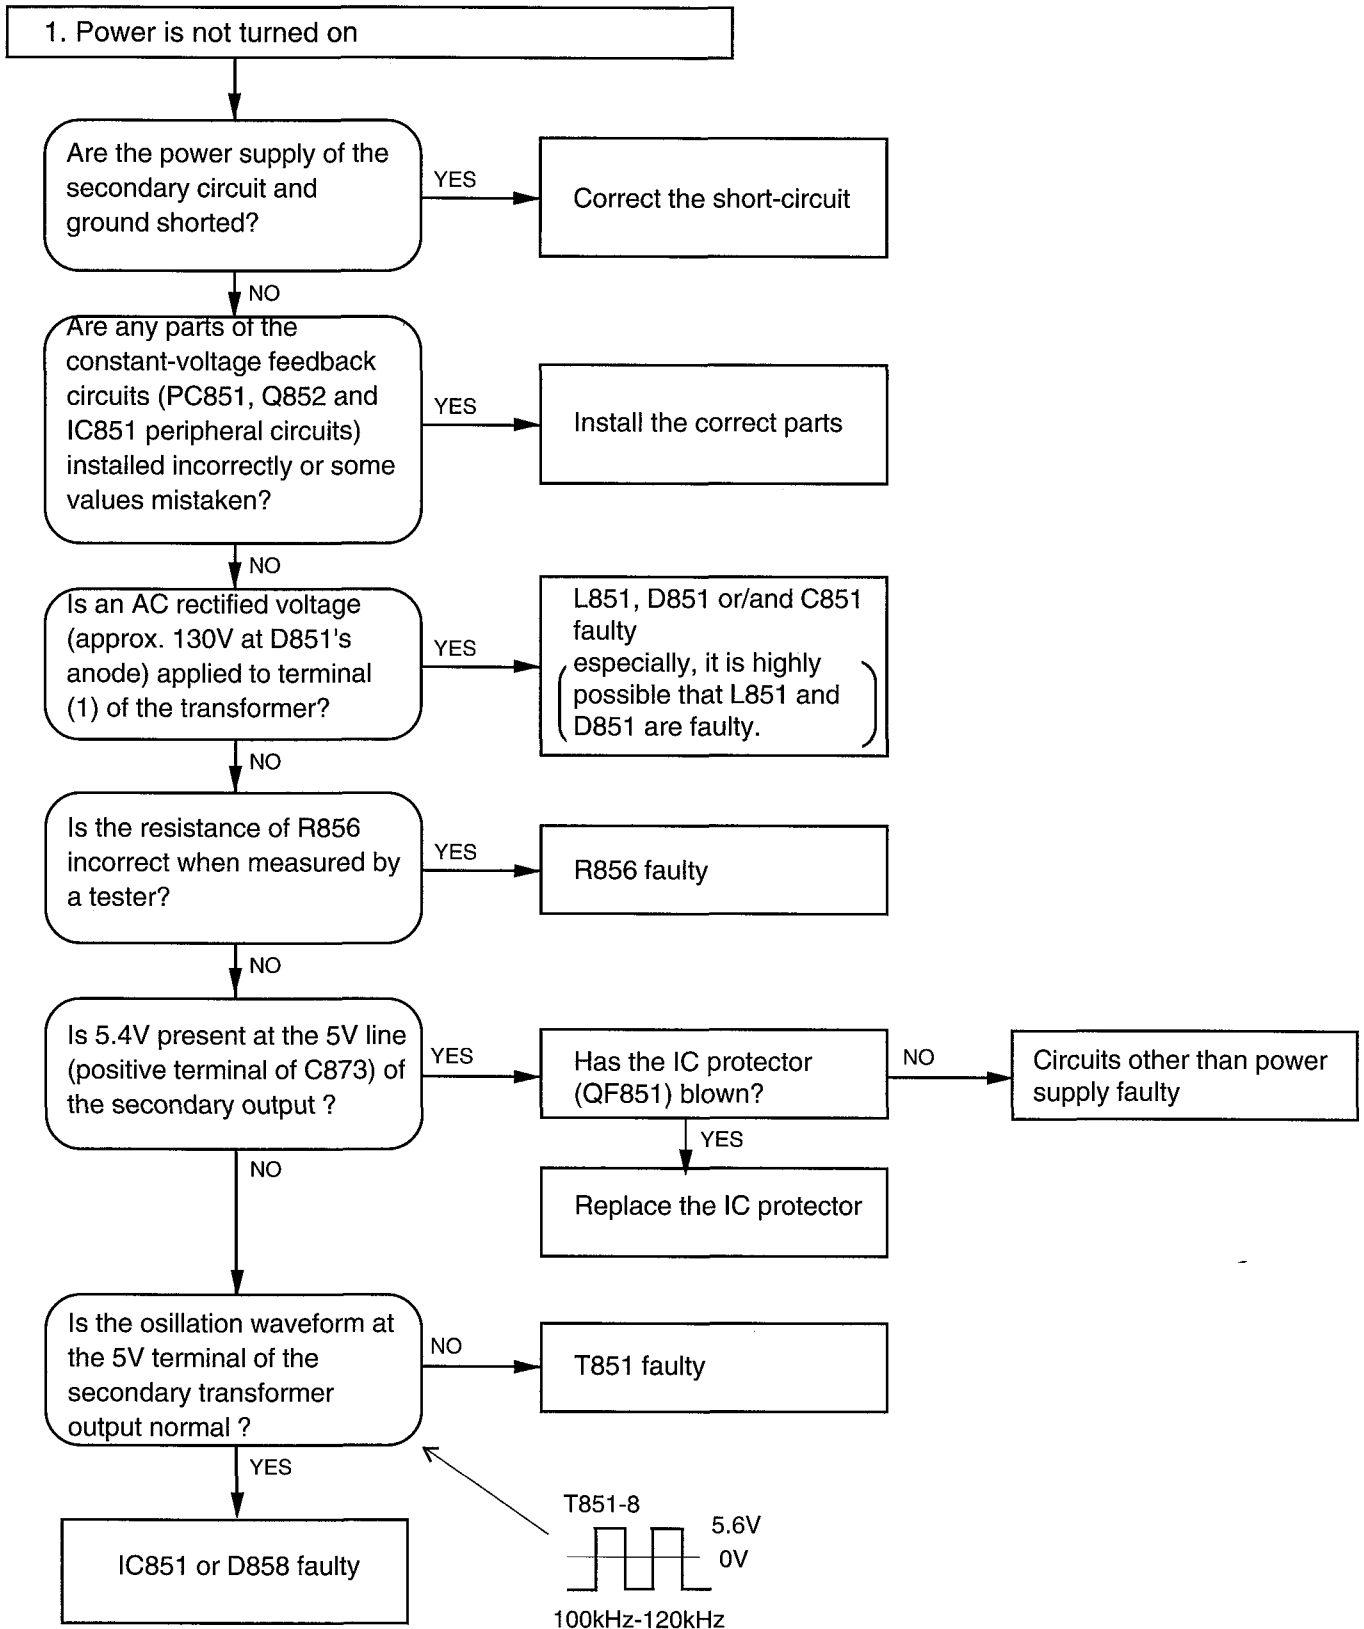 1. Power is not turned on
Are the power supply of the
secondary circuit and
ground shorted?
YES
Correct the short-circuit
NO
Are any parts of the
constant-voltage feedback
circuits (PC851, Q852 and
IC851 peripheral circuits)
installed incorrectly or some
values mistaken?
YES
Install the correct parts
NO
Is an AC rectified voltage
(approx. 130V at D851's
anode) applied to terminal
(1) of the transformer?
YES
L851, D851 or/and C851
faulty
(especially, it is highly
possible that L851 and
D851 are faulty.)
NO
Is the resistance of R856
incorrect when measured by
a tester?
YES
R856 faulty
NO
Is 5.4V present at the 5V line
(positive terminal of C873) of
the secondary output ?
YES
Has the IC protector
(QF851) blown?
NO
Circuits other than power
supply faulty
YES
Replace the IC protector
NO
Is the osillation waveform at
the 5V terminal of the
secondary transformer
output normal ?
NO
T851 faulty
YES
IC851 or D858 faulty
T851-8
5.6V
0V
100kHz-120kHz